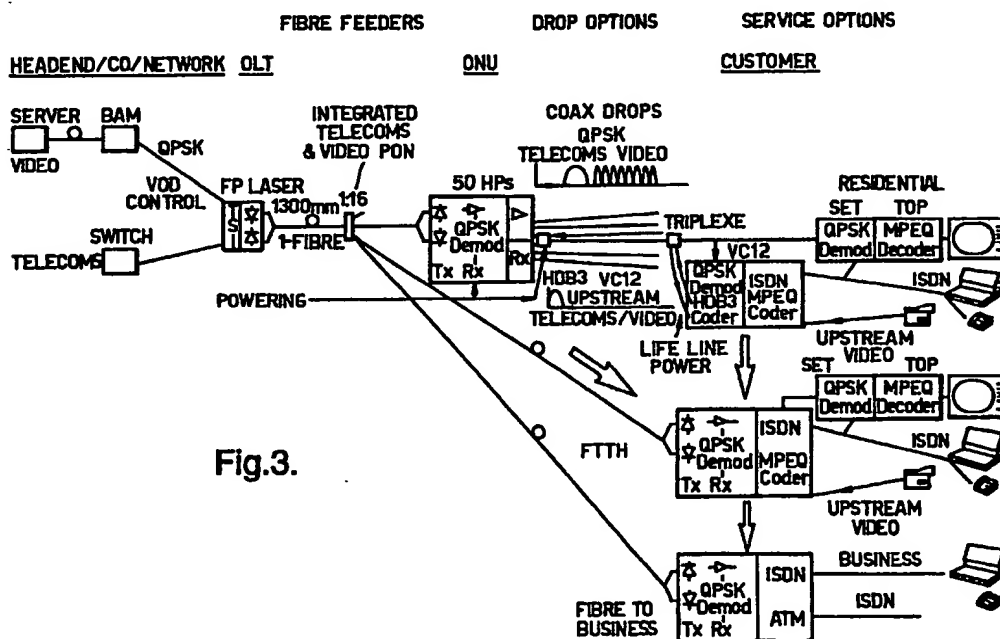 FIBRE FEEDERS DROP OPTIONS SERVICE OPTIONS
HEADEND/CO/NETWORK OLT ONU CUSTOMER
SERVER
VIDEO
BAM
QPSK
VOD
CONTROL
SWITCH
TELECOMS
FP LASER
1300mm
1-FIBRE
1:16
INTEGRATED
TELECOMS
& VIDEO PON
POWERING
50 HPs
QPSK
Demod
Tx Rx
Rx
COAX DROPS
QPSK
TELECOMS VIDEO
TRIPLEXE
HDB3 VC12
UPSTREAM
TELECOMS/VIDEO
LIFE LINE
POWER
VC12
QPSK
Demod
HDB3
Coder
ISDN
MPEQ
Coder
RESIDENTIAL
SET TOP
QPSK
Demod
MPEQ
Decoder
ISDN
UPSTREAM
VIDEO
SET TOP
QPSK
Demod
MPEQ
Decoder
ISDN
UPSTREAM
VIDEO
FTTH
QPSK
Demod
Tx Rx
ISDN
MPEQ
Coder
FIBRE TO
BUSINESS
QPSK
Demod
Tx Rx
ISDN
ATM
BUSINESS
ISDN
Fig.3.